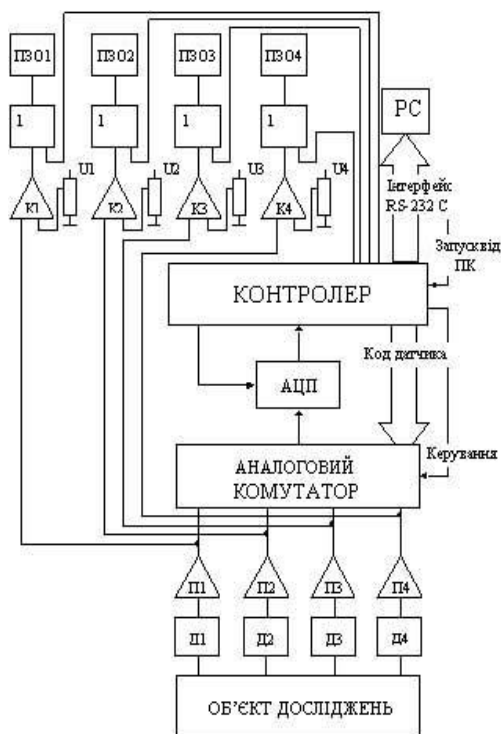 ПЗО1 ПЗО2 ПЗО3 ПЗО4
1 1 1 1
РС
U1 U2 U3 U4
К1 К2 К3 К4
Інтерфейс
RS-232 C
Запуск від
ПК
КОНТРОЛЕР
Код датчика
АЦП
Керування
АНАЛОГОВИЙ
КОМУТАТОР
П1 П2 П3 П4
Д1 Д2 Д3 Д4
ОБ’ЄКТ ДОСЛІДЖЕНЬ